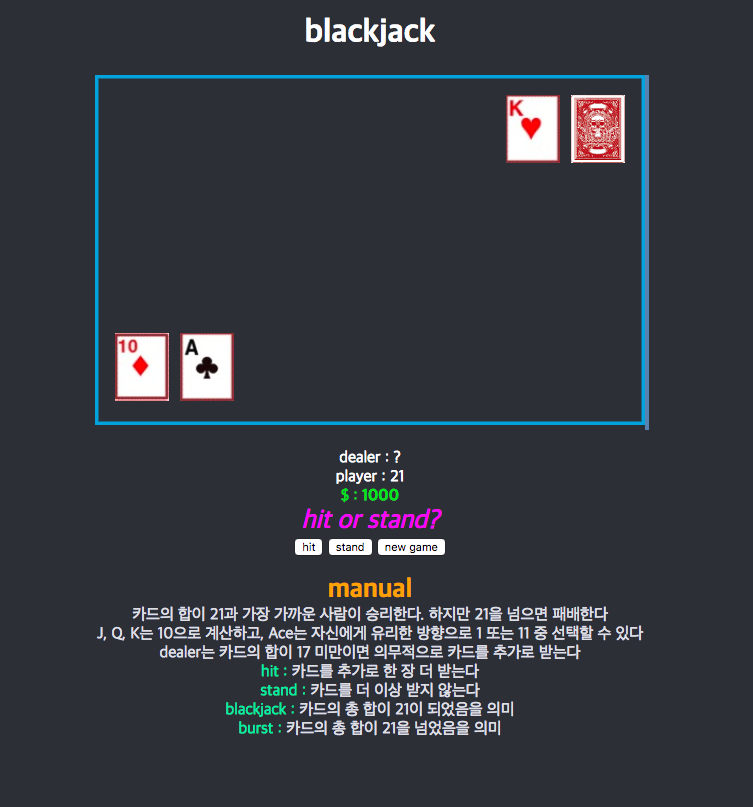 blackjack
K
10
A
dealer : ?
player : 21
$ : 1000
hit or stand?
hit stand new game
manual
카드의 합이 21과 가장 가까운 사람이 승리한다. 하지만 21을 넘으면 패배한다
J, Q, K는 10으로 계산하고, Ace는 자신에게 유리한 방향으로 1 또는 11 중 선택할 수 있다
dealer는 카드의 합이 17 미만이면 의무적으로 카드를 추가로 받는다
hit : 카드를 추가로 한 장 더 받는다
stand : 카드를 더 이상 받지 않는다
blackjack : 카드의 총 합이 21이 되었음을 의미
burst : 카드의 총 합이 21을 넘었음을 의미